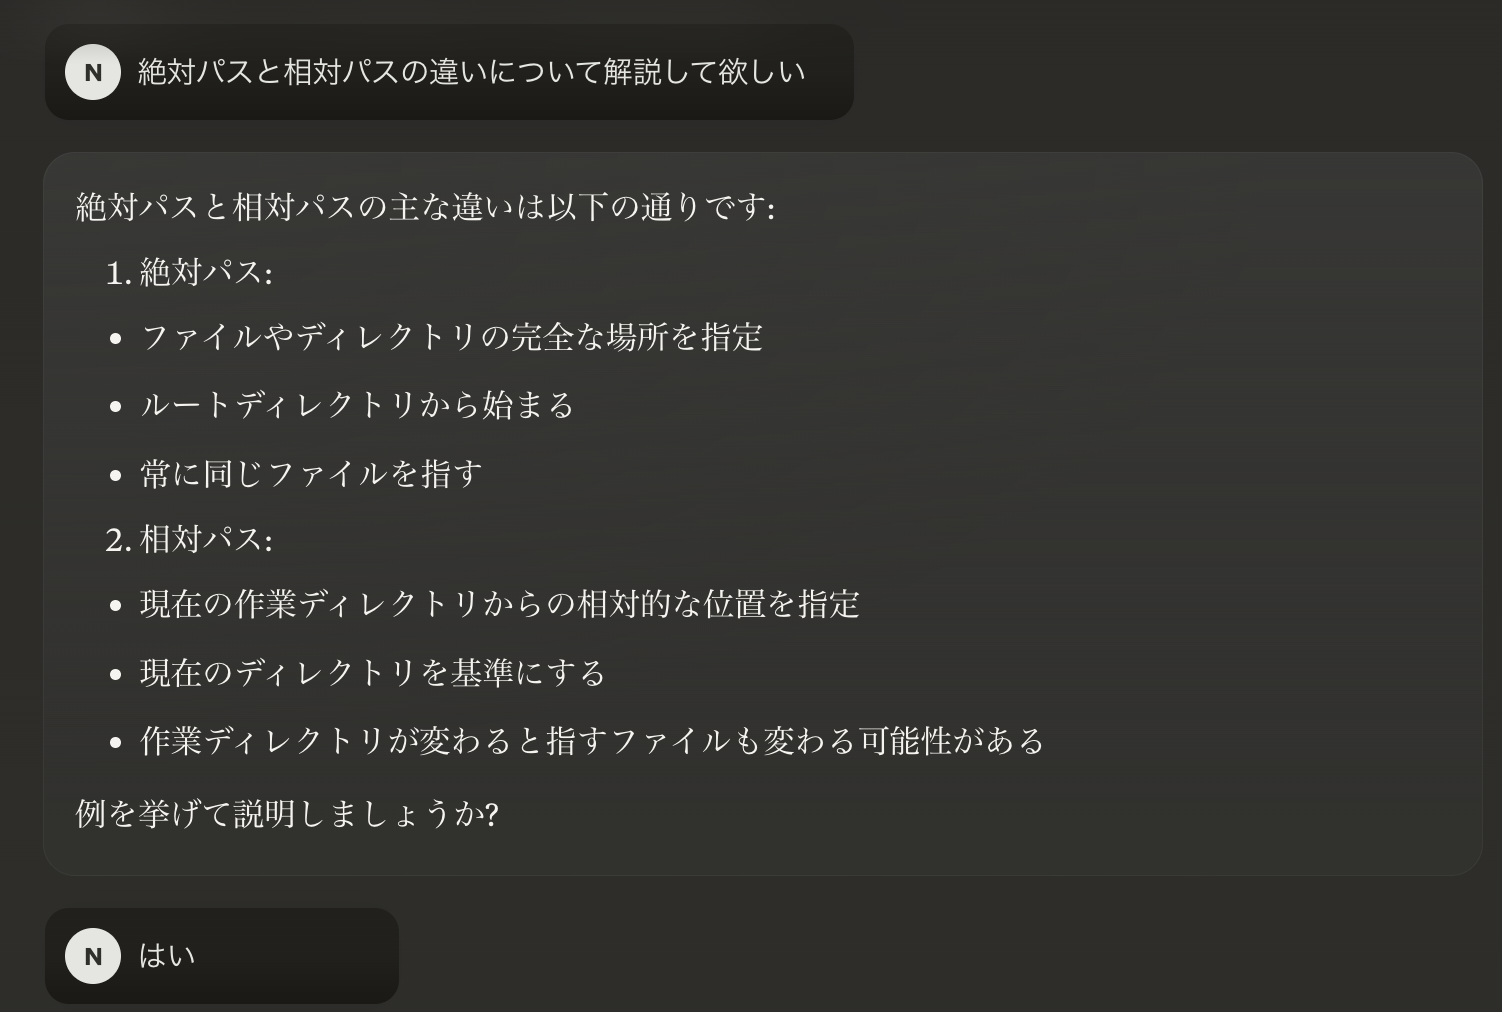 N 絶対パスと相対パスの違いについて解説して欲しい
絶対パスと相対パスの主な違いは以下の通りです:
1. 絶対パス:
• ファイルやディレクトリの完全な場所を指定
• ルートディレクトリから始まる
• 常に同じファイルを指す
2. 相対パス:
• 現在の作業ディレクトリからの相対的な位置を指定
• 現在のディレクトリを基準にする
• 作業ディレクトリが変わると指すファイルも変わる可能性がある
例を挙げて説明しましょうか?
N はい